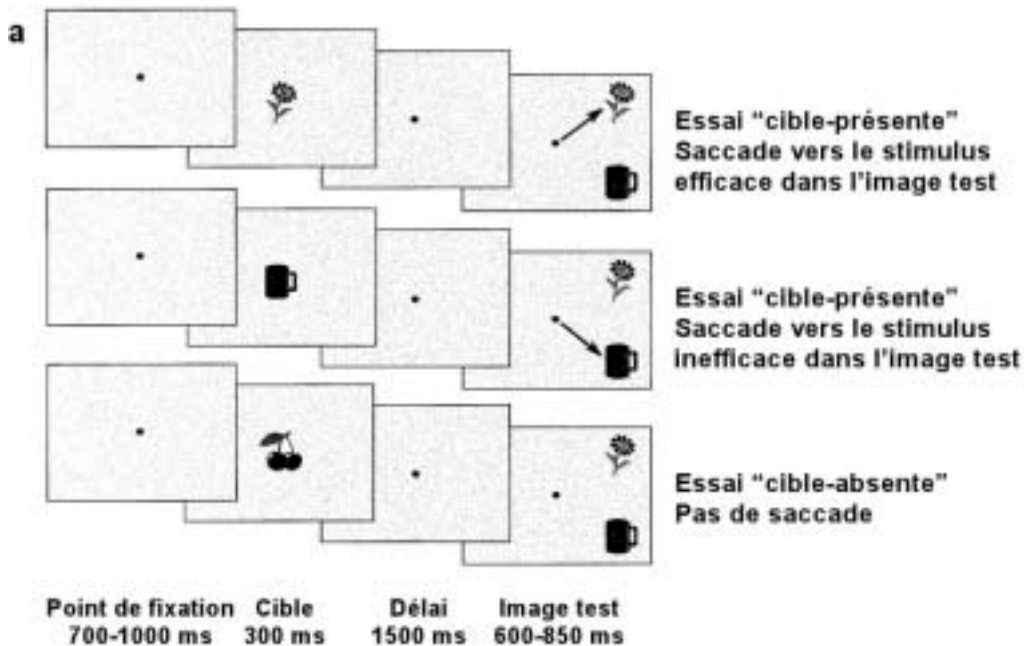 a
Essai “cible-présente”
Saccade vers le stimulus
efficace dans l'image test
Essai “cible-présente”
Saccade vers le stimulus
inefficace dans l'image test
Essai “cible-absente”
Pas de saccade
Point de fixation Cible Délai Image test
700-1000 ms 300 ms 1500 ms 600-850 ms